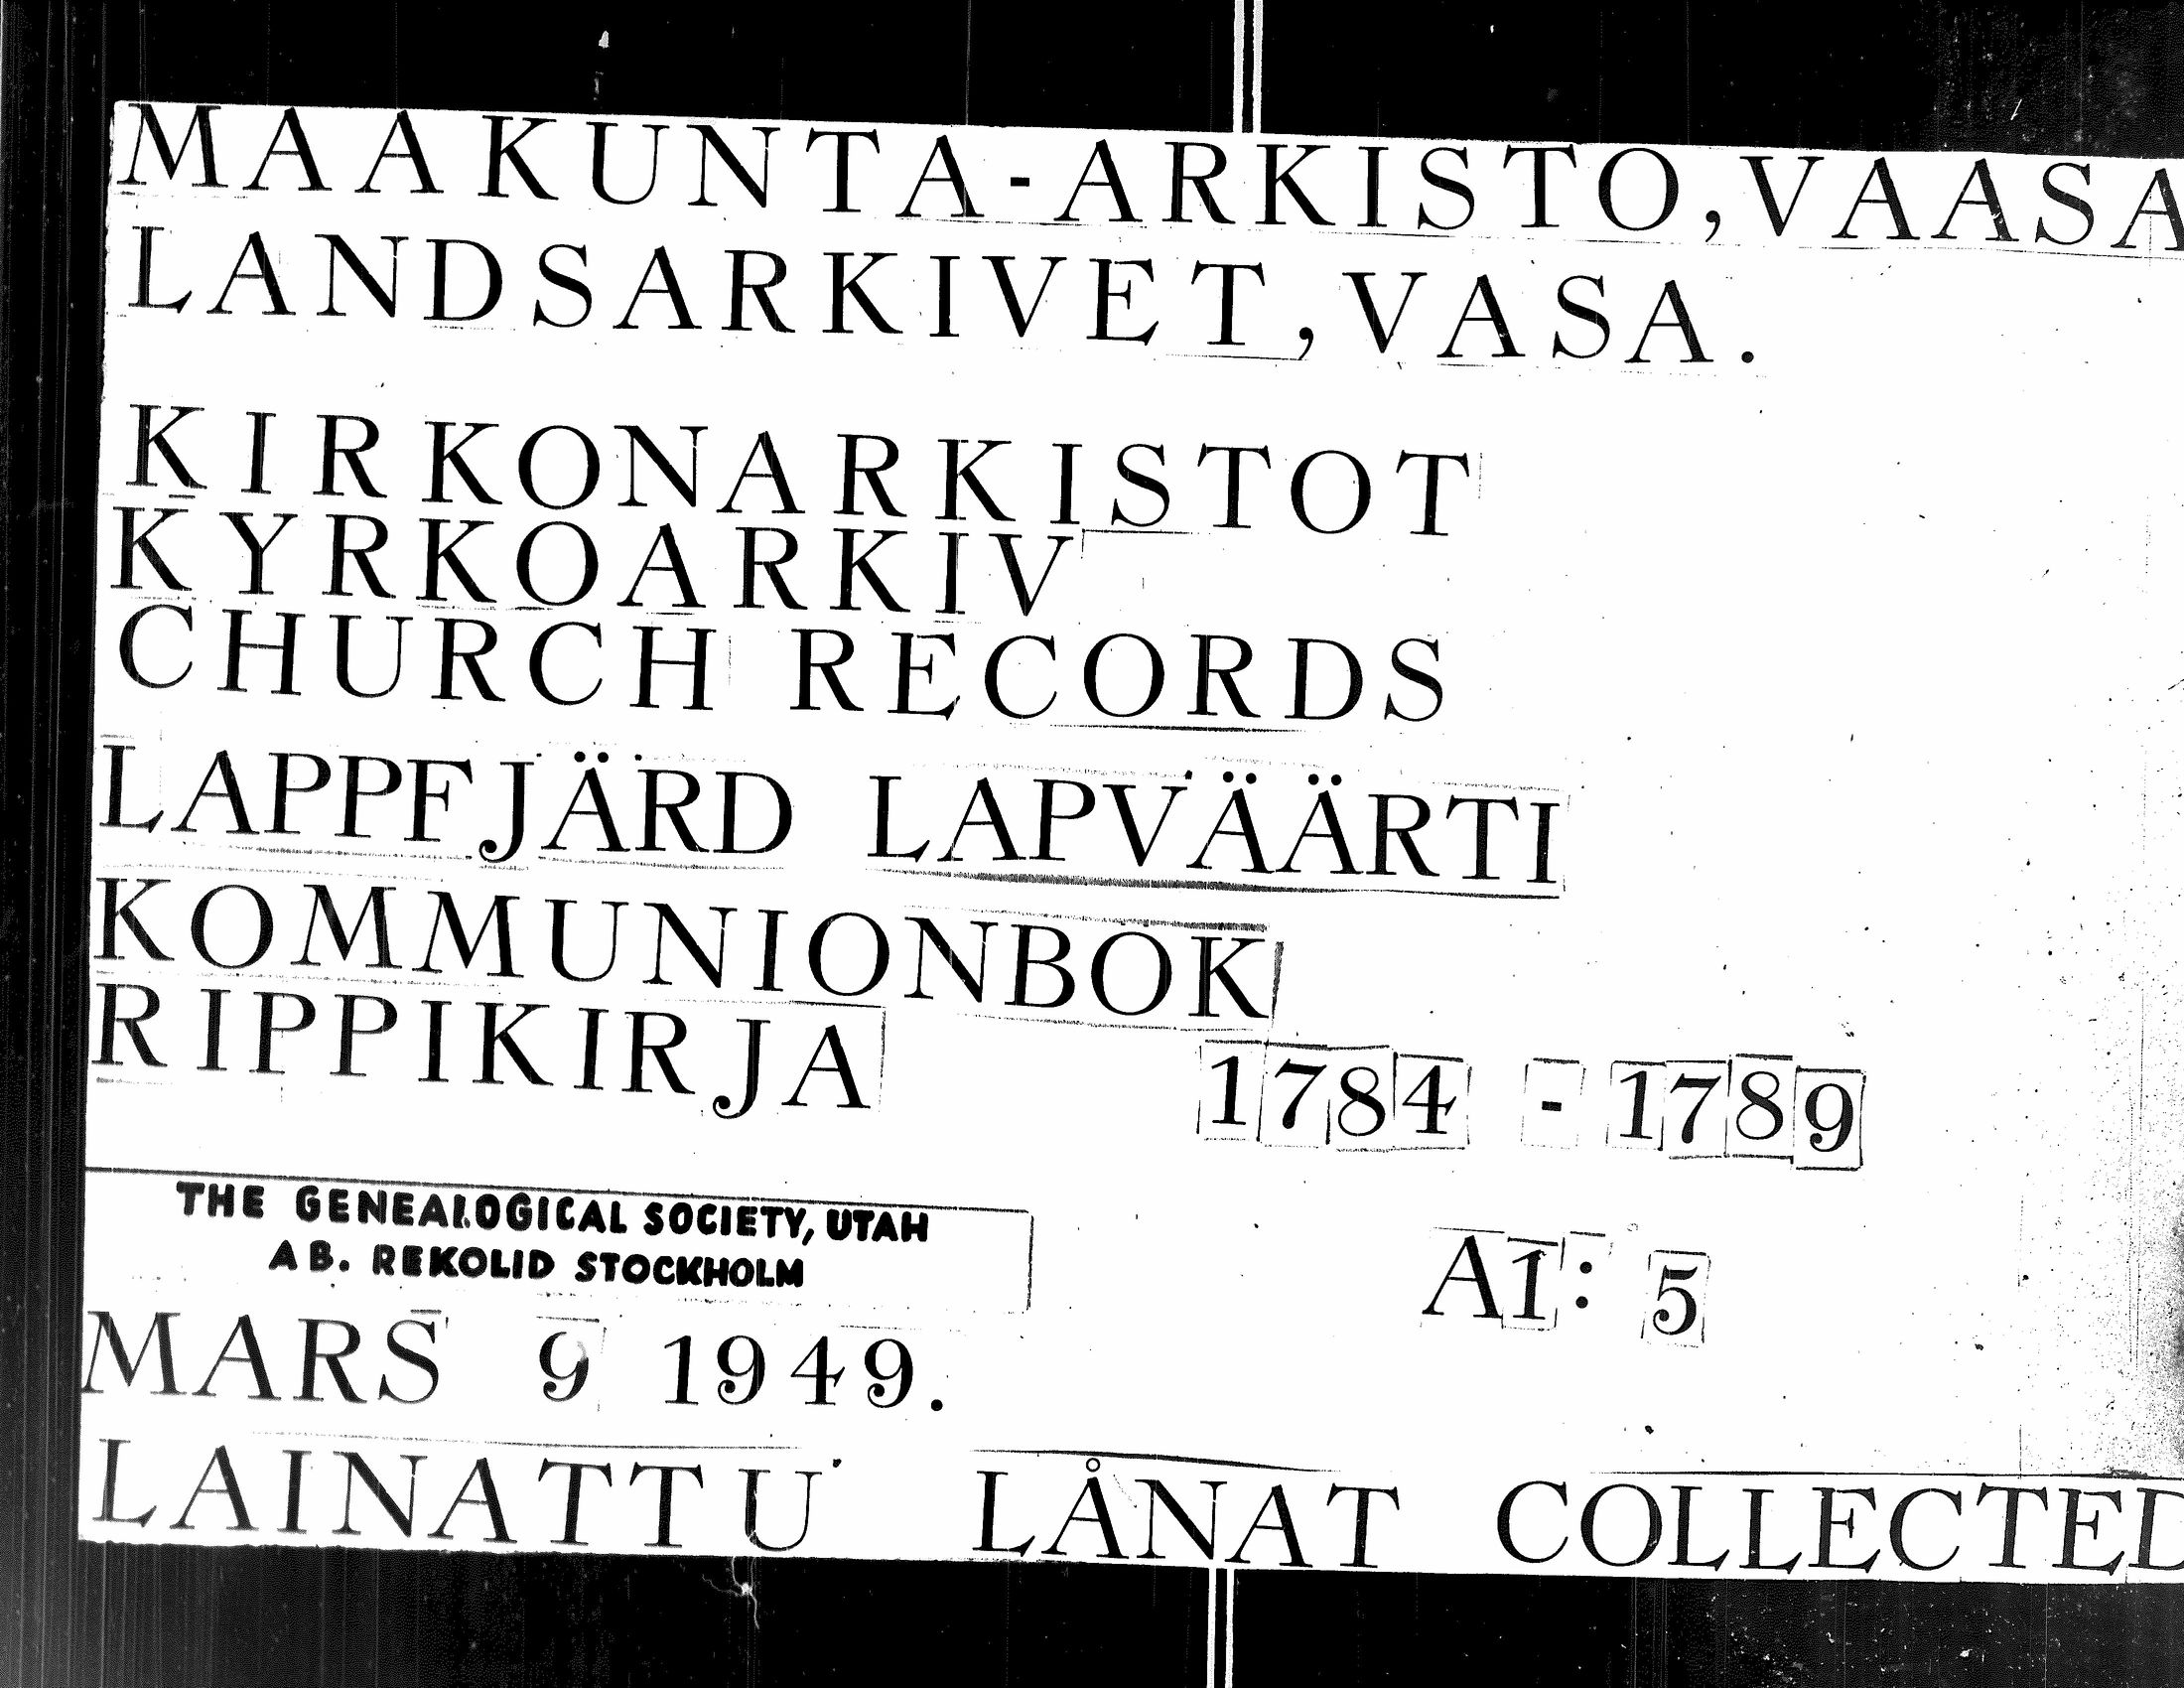 MAAKUNTA-ARKISTO, VAASA
LANDSARKIVET, VASA.
KIRKONARKISTOT
KYRKOARKIV
CHURCH RECORDS
LAPPFJÄRD LAPVÄÄRTI
KOMMUNIONBOK
RIPPIKIRJA 1784 - 1789
THE GENEALOGICAL SOCIETY, UTAH
AB. REKOLID STOCKHOLM
AI: 5
MARS 9 1949.
LAINATTU LÅNAT COLLECTED